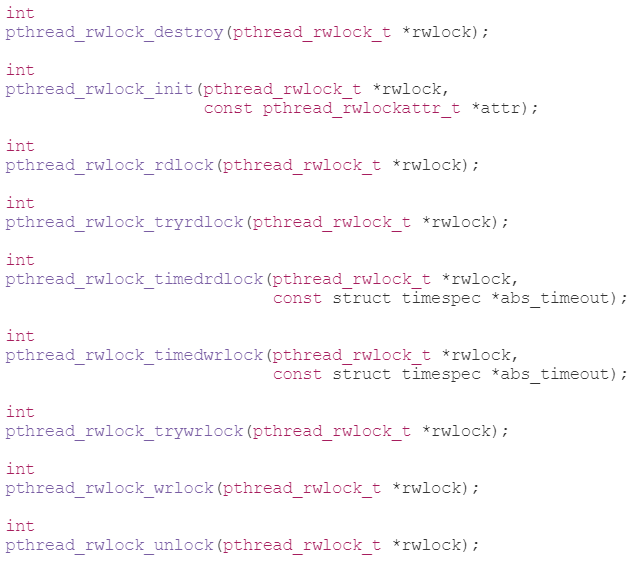 int
pthread_rwlock_destroy(pthread_rwlock_t *rwlock);
int
pthread_rwlock_init(pthread_rwlock_t *rwlock,
const pthread_rwlockattr_t *attr);
int
pthread_rwlock_rdlock(pthread_rwlock_t *rwlock);
int
pthread_rwlock_tryrdlock(pthread_rwlock_t *rwlock);
int
pthread_rwlock_timedrdlock(pthread_rwlock_t *rwlock,
const struct timespec *abs_timeout);
int
pthread_rwlock_timedwrlock(pthread_rwlock_t *rwlock,
const struct timespec *abs_timeout);
int
pthread_rwlock_trywrlock(pthread_rwlock_t *rwlock);
int
pthread_rwlock_wrlock(pthread_rwlock_t *rwlock);
int
pthread_rwlock_unlock(pthread_rwlock_t *rwlock);